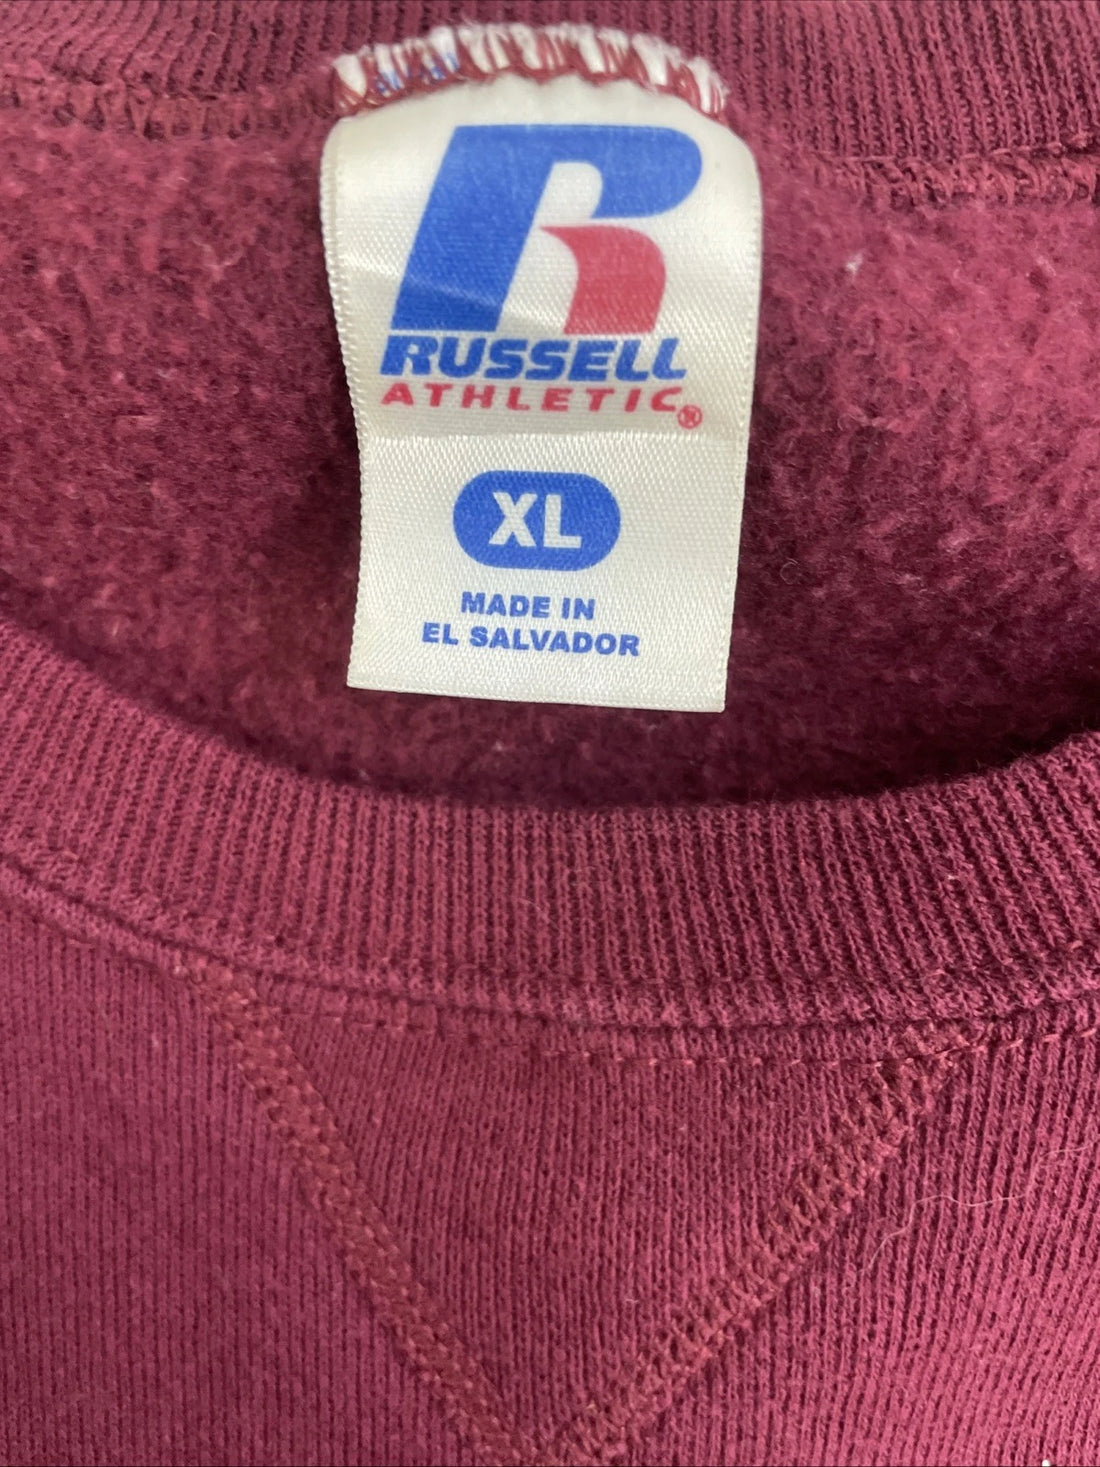 R
RUSSELL
ATHLETIC®
XL
MADE IN
EL SALVADOR